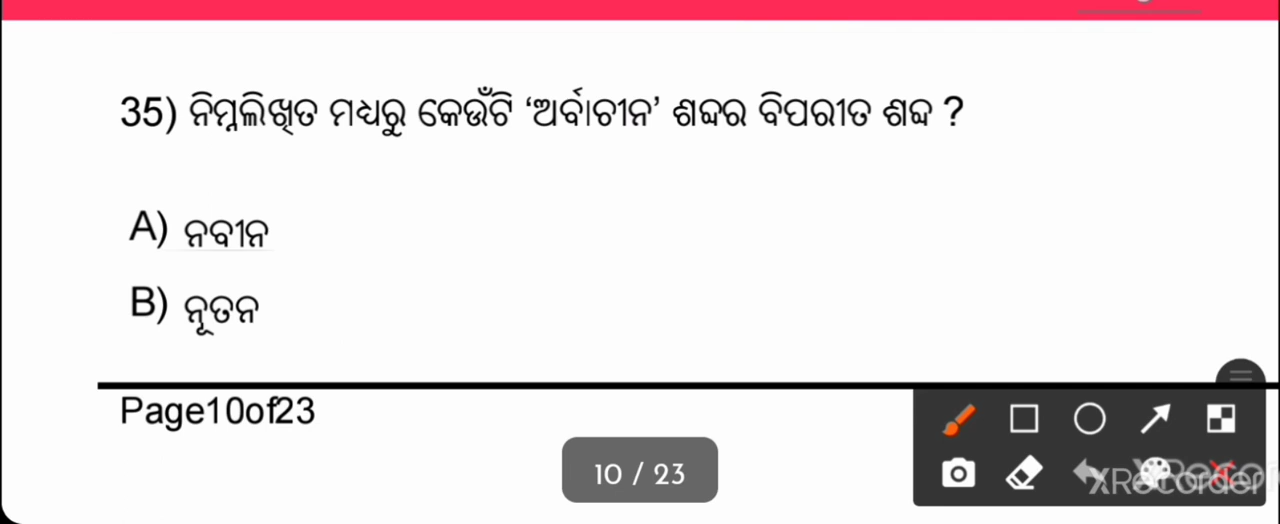 35) ନିମ୍ନଲିଖିତ ମଧ୍ୟରୁ କେଉଁଟି ‘ଅର୍ବାଚୀନ’ ଶବ୍ଦର ବିପରୀତ ଶବ୍ଦ ?
A) ନବୀନ
B) ନୂତନ
Page10of23
10 / 23
XRecorder